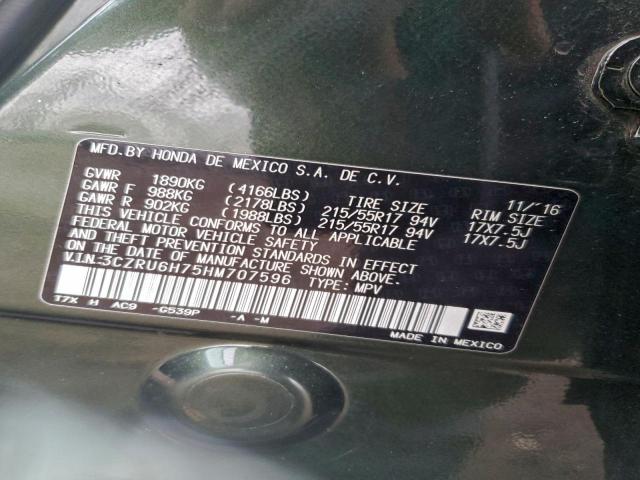 MFD. BY HONDA DE MEXICO S.A. DE C.V. 11/'16
GVWR 1890KG (4166LBS) TIRE SIZE RIM SIZE
GAWR F 988KG (2178LBS) 215/55R17 94V 17X7.5J
GAWR R 902KG (1988LBS) 215/55R17 94V 17X7.5J
THIS VEHICLE CONFORMS TO ALL APPLICABLE
FEDERAL MOTOR VEHICLE SAFETY
AND THEFT PREVENTION STANDARDS IN EFFECT
ON THE DATE OF MANUFACTURE SHOWN ABOVE.
V.I.N.:3CZRU6H75HM707596 TYPE: MPV
T7X H AC9 -G539P -A -M
MADE IN MEXICO